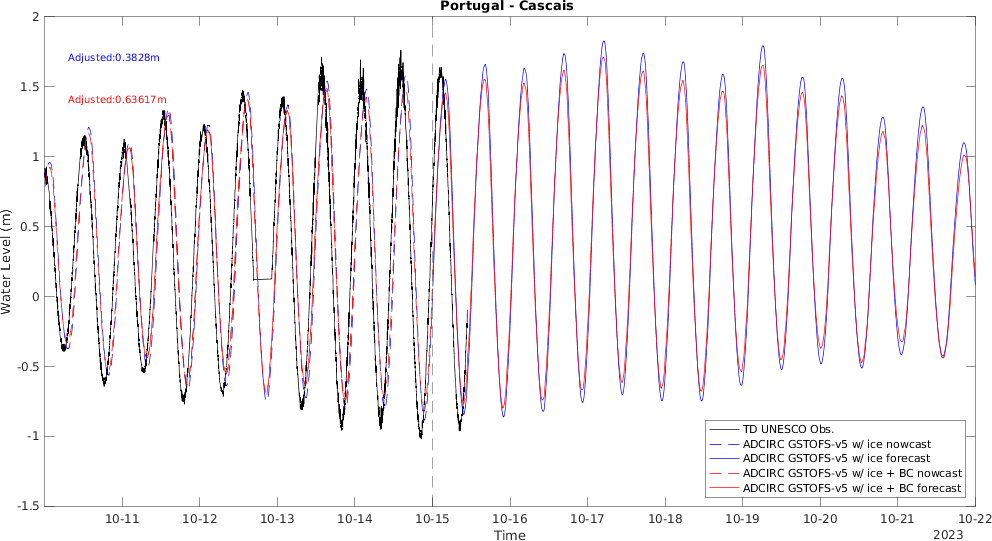 Portugal - Cascais
Adjusted:0.3828m
Adjusted:0.63617m
Water Level (m)
2
1.5
1
0.5
0
-0.5
-1
-1.5
TD UNESCO Obs.
ADCIRC GSTOFS-v5 w/ ice nowcast
ADCIRC GSTOFS-v5 w/ ice forecast
ADCIRC GSTOFS-v5 w/ ice + BC nowcast
ADCIRC GSTOFS-v5 w/ ice + BC forecast
10-11 10-12 10-13 10-14 10-15 10-16 10-17 10-18 10-19 10-20 10-21 10-22
Time
2023